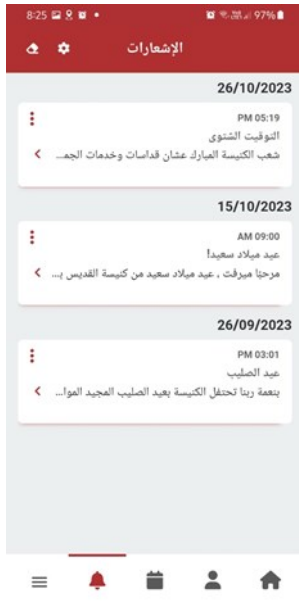 8:25 97%
الإشعارات
26/10/2023
05:19 PM
التوقيت الشتوى
شعب الكنيسة المبارك عشان قداسات وخدمات الجمـ...
15/10/2023
09:00 AM
عيد ميلاد سعيد!
مرحبًا ميرفت ، عيد ميلاد سعيد من كنيسة القديس بـ...
26/09/2023
03:01 PM
عيد الصليب
بنعمة ربنا تحتفل الكنيسة بعيد الصليب المجيد الموا...